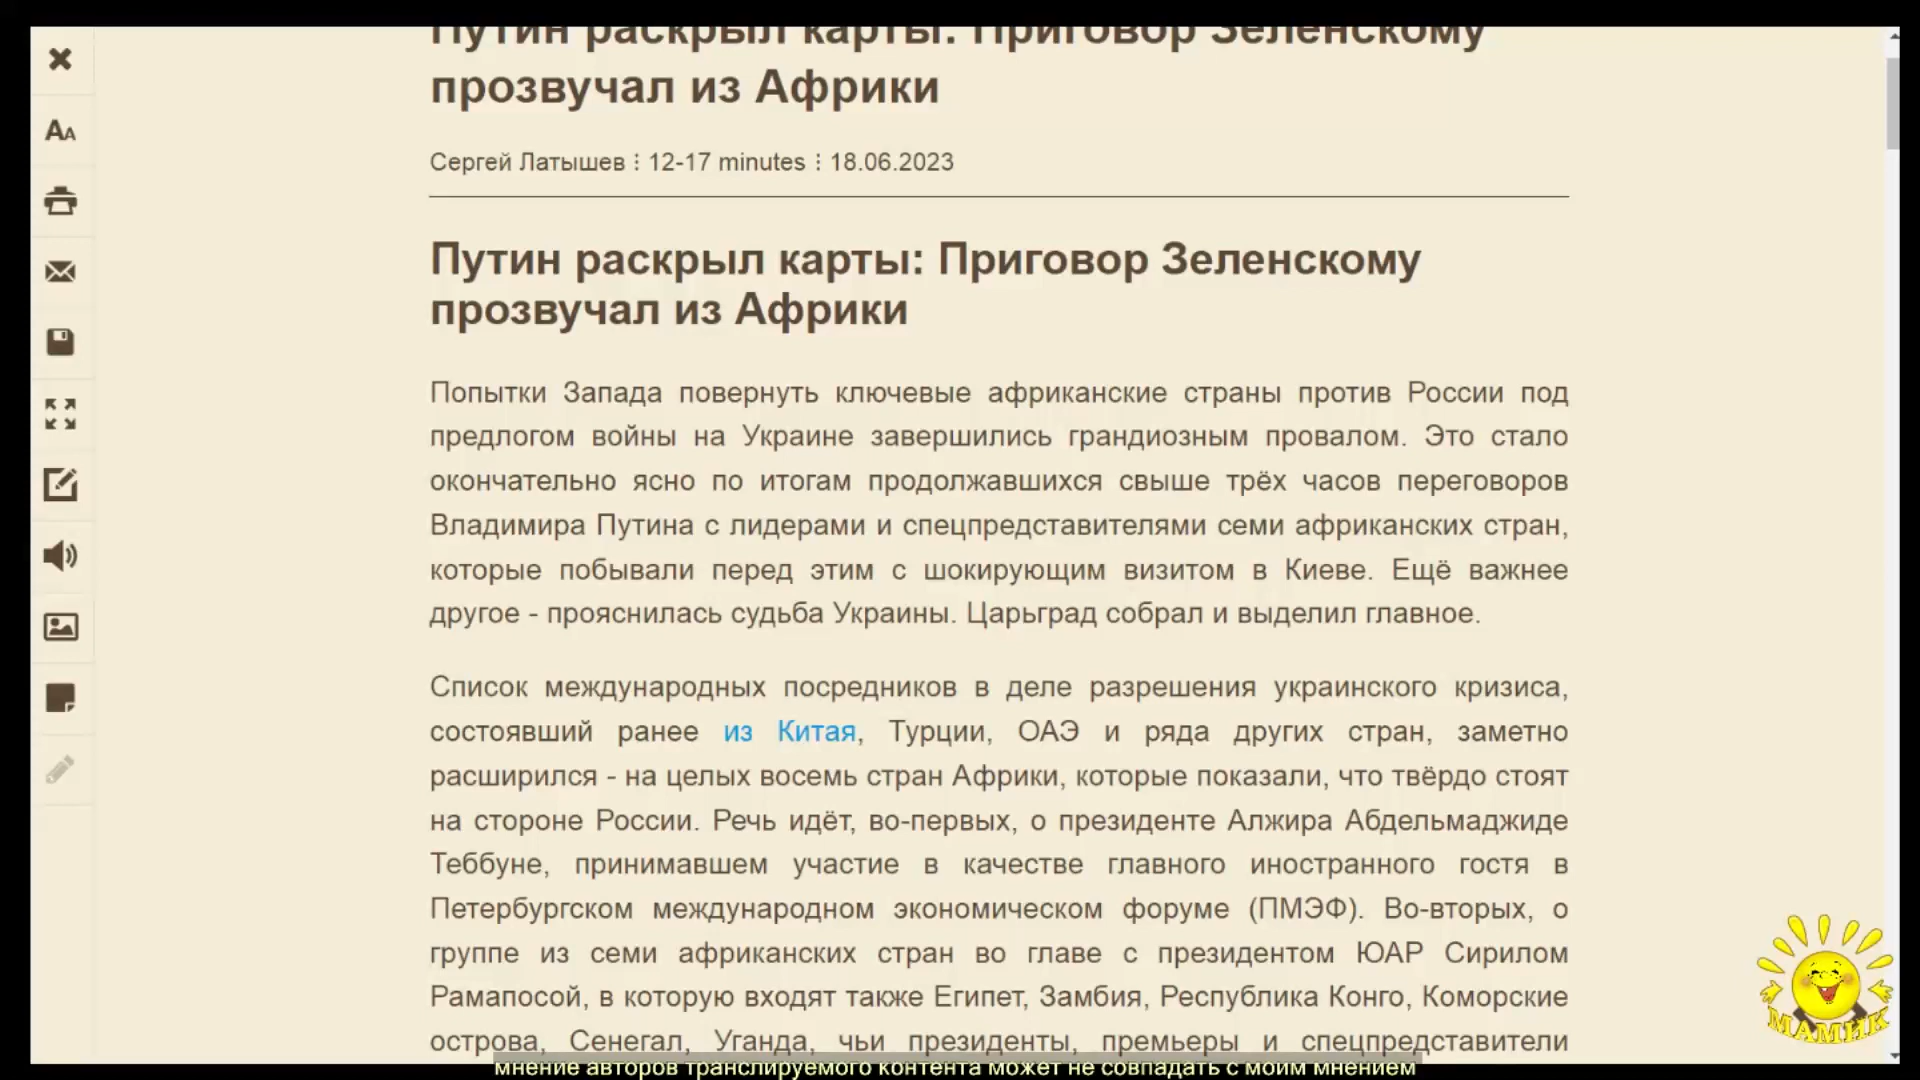 Путин раскрыл карты: Приговор Зеленскому
прозвучал из Африки
Сергей Латышев ⋮ 12-17 minutes ⋮ 18.06.2023
Путин раскрыл карты: Приговор Зеленскому
прозвучал из Африки
Попытки Запада повернуть ключевые африканские страны против России под
предлогом войны на Украине завершились грандиозным провалом. Это стало
окончательно ясно по итогам продолжавшихся свыше трёх часов переговоров
Владимира Путина с лидерами и спецпредставителями семи африканских стран,
которые побывали перед этим с шокирующим визитом в Киеве. Ещё важнее
другое - прояснилась судьба Украины. Царьград собрал и выделил главное.
Список международных посредников в деле разрешения украинского кризиса,
состоявший ранее из Китая, Турции, ОАЭ и ряда других стран, заметно
расширился - на целых восемь стран Африки, которые показали, что твёрдо стоят
на стороне России. Речь идёт, во-первых, о президенте Алжира Абдельмаджиде
Теббуне, принимавшем участие в качестве главного иностранного гостя в
Петербургском международном экономическом форуме (ПМЭФ). Во-вторых, о
группе из семи африканских стран во главе с президентом ЮАР Сирилом
Рамапосой, в которую входят также Египет, Замбия, Республика Конго, Коморские
острова, Сенегал, Уганда, чьи президенты, премьеры и спецпредставители
МАМИК
мнение авторов транслируемого контента может не совпадать с моим мнением